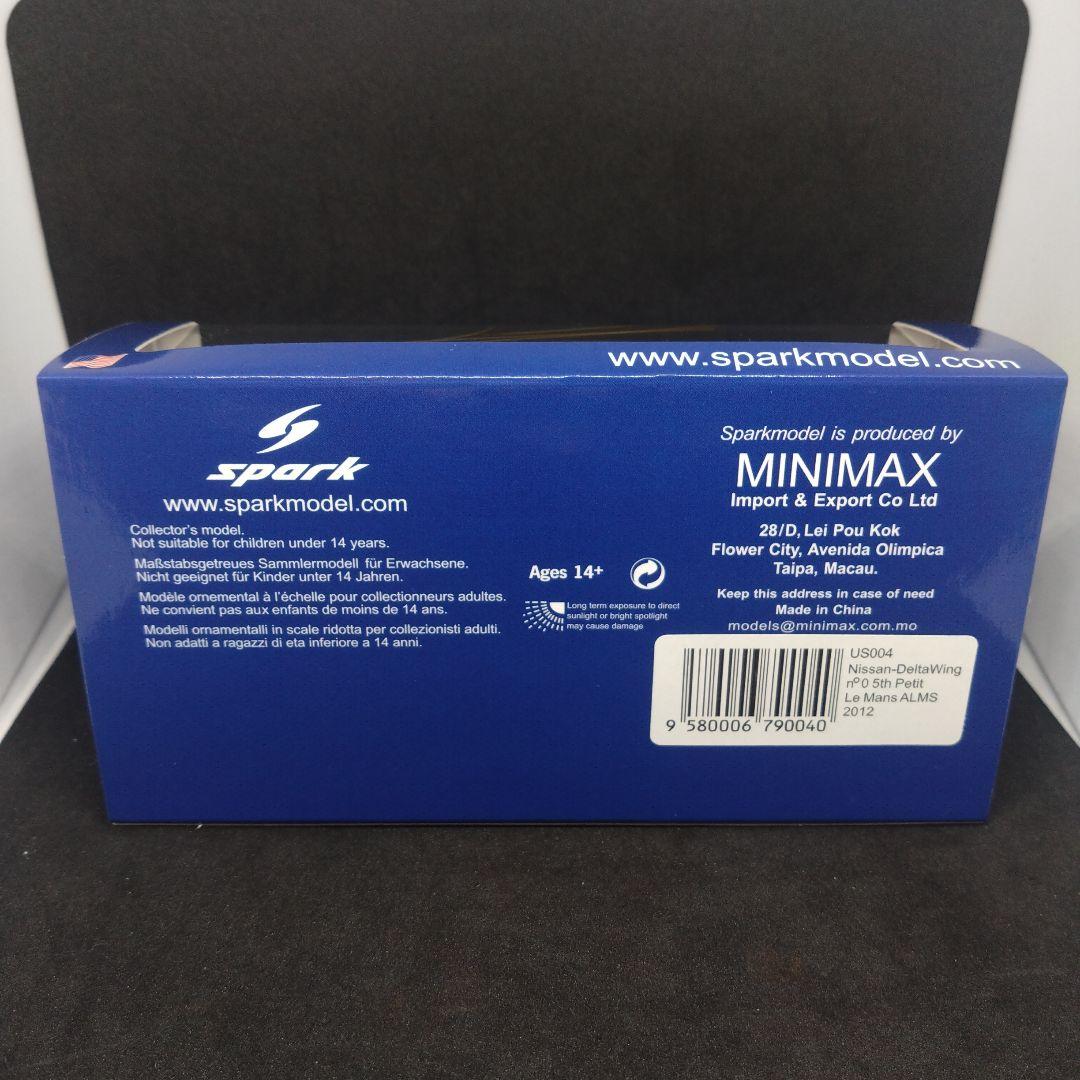 www.sparkmodel.com
spark
www.sparkmodel.com
Collector's model.
Not suitable for children under 14 years.
Maßstabsgetreues Sammlermodell für Erwachsene.
Nicht geeignet für Kinder unter 14 Jahren.
Modèle ornemental à l'échelle pour collectionneurs adultes.
Ne convient pas aux enfants de moins de 14 ans.
Modelli ornamentalli in scale ridotta per collezionisti adulti.
Non adatti a ragazzi di eta inferiore a 14 anni.
Ages 14+
Long term exposure to direct
sunlight or bright spotlight
may cause damage
Sparkmodel is produced by
MINIMAX
Import & Export Co Ltd
28/D, Lei Pou Kok
Flower City, Avenida Olimpica
Taipa, Macau.
Keep this address in case of need
Made in China
models@minimax.com.mo
US004
Nissan-DeltaWing
nº0 5th Petit
Le Mans ALMS
2012
9 580006 790040